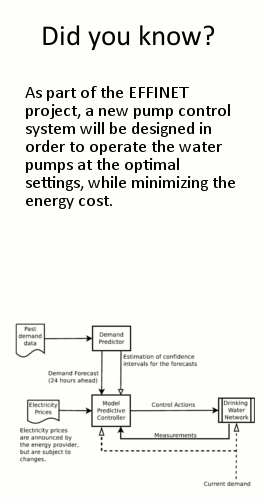 Did you know?
As part of the EFFINET
project, a new pump control
system will be designed in
order to operate the water
pumps at the optimal
settings, while minimizing the
energy cost.
Past
demand
data
Demand
Predictor
Estimation of confidence
intervals for the forecasts
Demand Forecast
(24 hours ahead)
Electricity
Prices
Model
Predictive
Controller
Control Actions
Drinking
Water
Network
Electricity prices
are announced by
the energy provider,
but are subject to
changes.
Measurements
Current demand